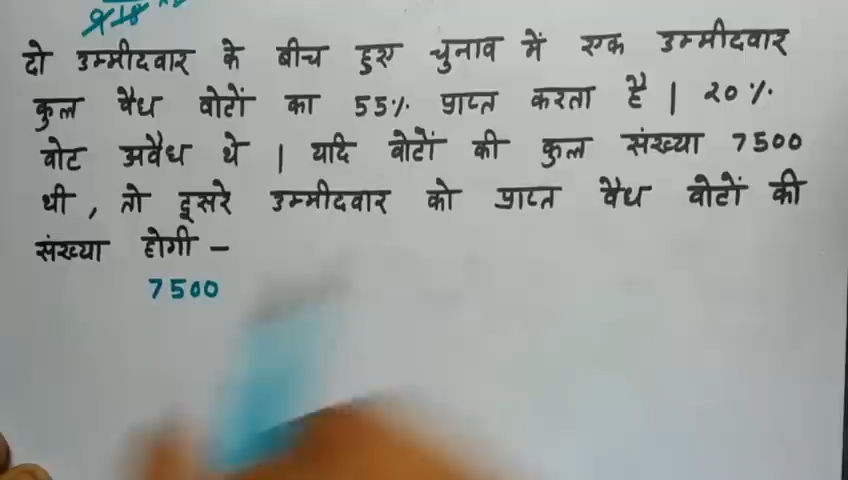 दो उम्मीदवार के बीच हुए चुनाव में एक उम्मीदवार
कुल वैध वोटों का 55% प्राप्त करता है | 20%
वोट अवैध थे | यदि वोटों की कुल संख्या 7500
थी, तो दूसरे उम्मीदवार को प्राप्त वैध वोटों की
संख्या होगी -
7500